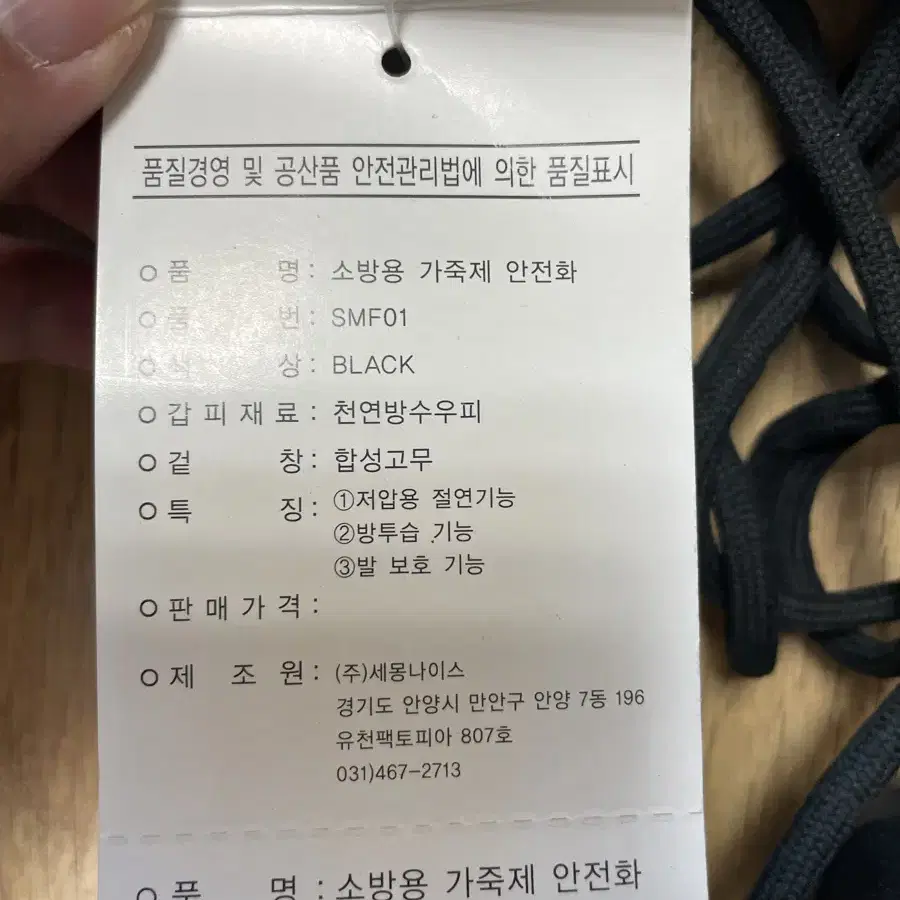 품질경영 및 공산품 안전관리법에 의한 품질표시
○ 품 명 : 소방용 가죽제 안전화
○ 품 번 : SMF01
○ 색 상 : BLACK
○ 갑 피 재 료 : 천연방수우피
○ 겉 창 : 합성고무
○ 특 징 : ①저압용 절연기능
②방투습 기능
③발 보호 기능
○ 판 매 가 격 :
○ 제 조 원 : (주)세몽나이스
경기도 안양시 만안구 안양 7동 196
유천팩토피아 807호
031)467-2713
○ 품 명 : 소방용 가죽제 안전화